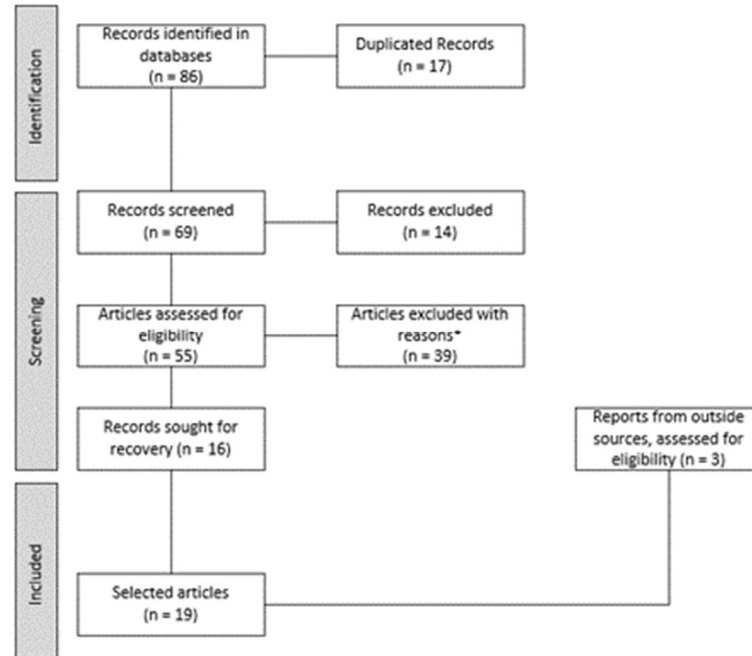 Identification
Records identified in
databases
(n = 86)
Duplicated Records
(n = 17)
Screening
Records screened
(n = 69)
Records excluded
(n = 14)
Articles assessed for
eligibility
(n = 55)
Articles excluded with
reasons*
(n = 39)
Records sought for
recovery (n = 16)
Reports from outside
sources, assessed for
eligibility (n = 3)
Included
Selected articles
(n = 19)